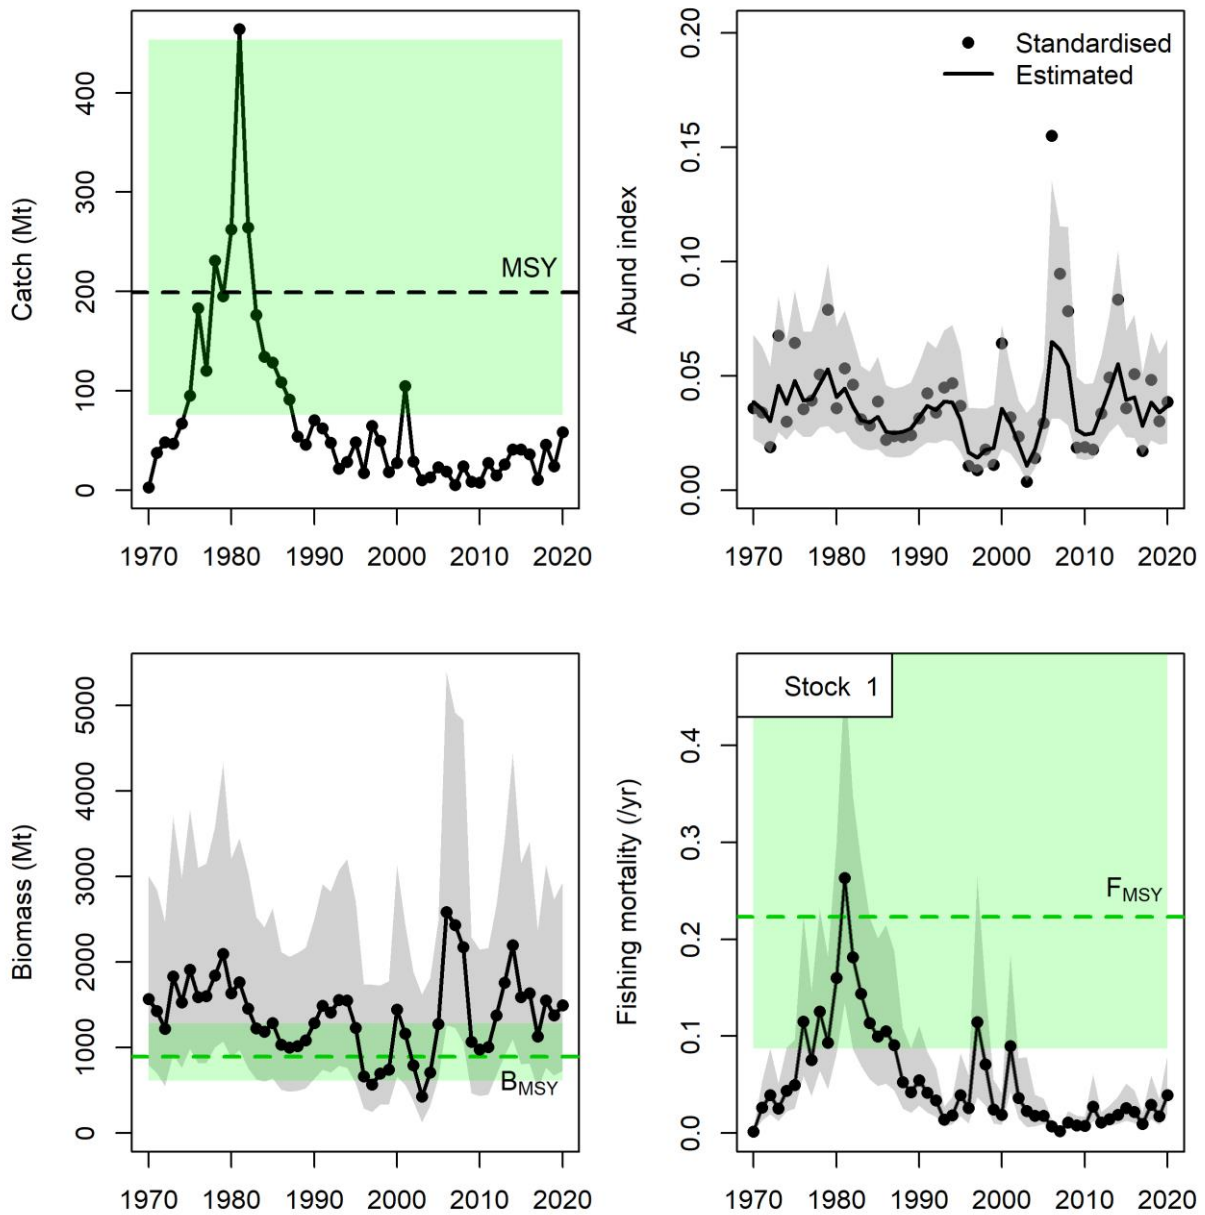 Catch (Mt)
400
300
200
100
0
MSY
1970 1980 1990 2000 2010 2020
Abund index
0.20
0.15
0.10
0.05
0.00
Standardised
Estimated
1970 1980 1990 2000 2010 2020
Biomass (Mt)
5000
4000
3000
2000
1000
0
BMSY
1970 1980 1990 2000 2010 2020
Fishing mortality (/yr)
Stock 1
0.4
0.3
0.2
0.1
0.0
FMSY
1970 1980 1990 2000 2010 2020